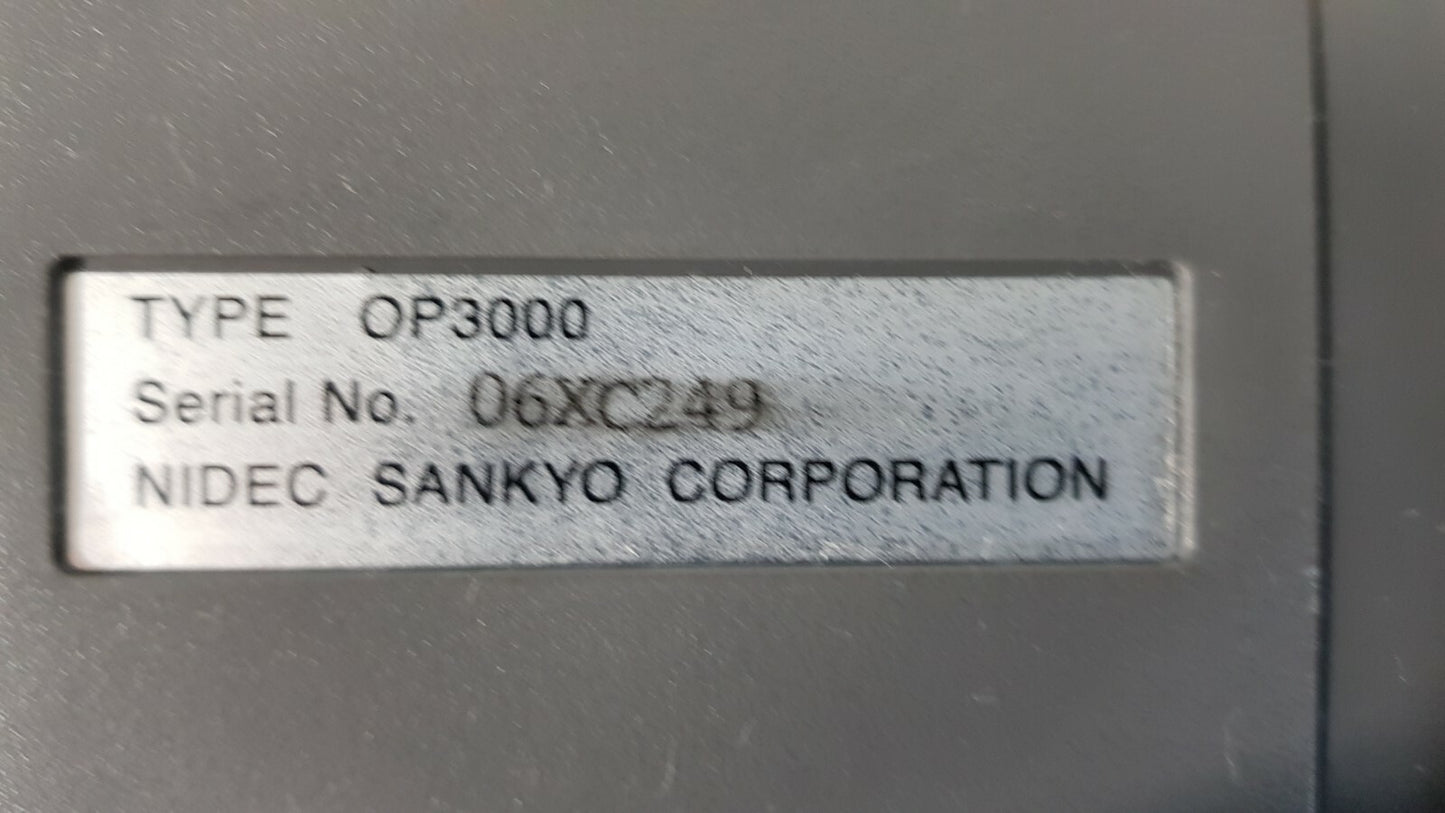 TYPE OP3000
Serial No. 06XC249
NIDEC SANKYO CORPORATION